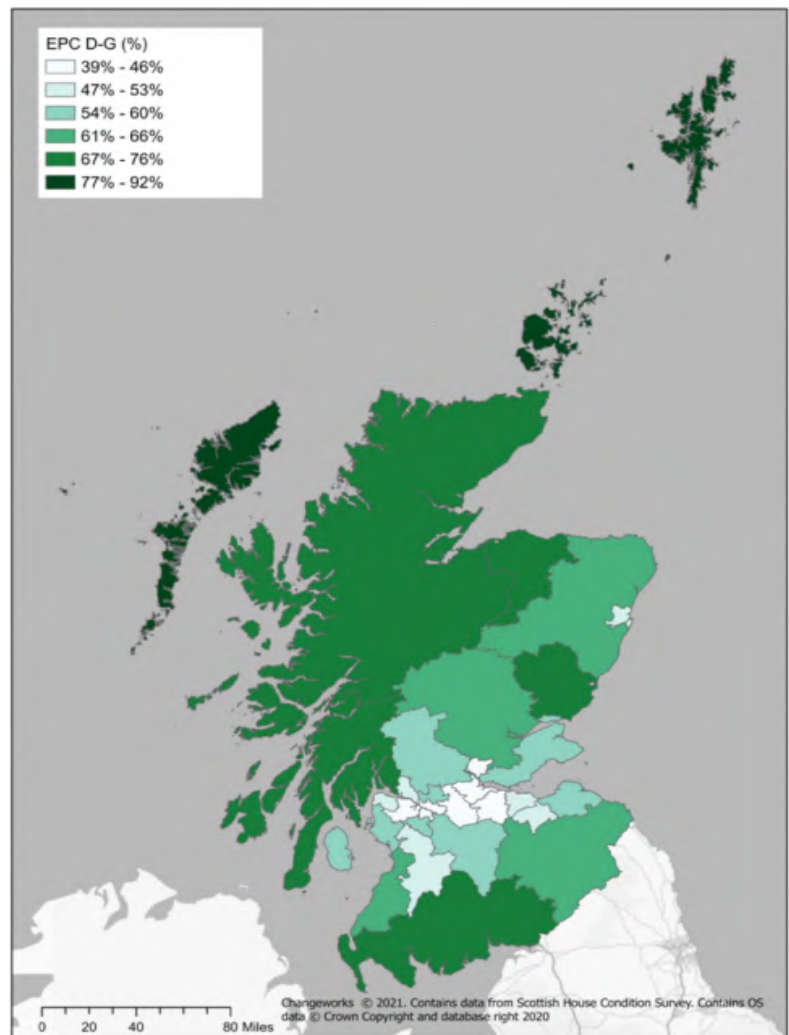 EPC D-G (%)
39% - 46%
47% - 53%
54% - 60%
61% - 66%
67% - 76%
77% - 92%
0 20 40 80 Miles
Changeworks © 2021. Contains data from Scottish House Condition Survey. Contains OS
data © Crown Copyright and database right 2020